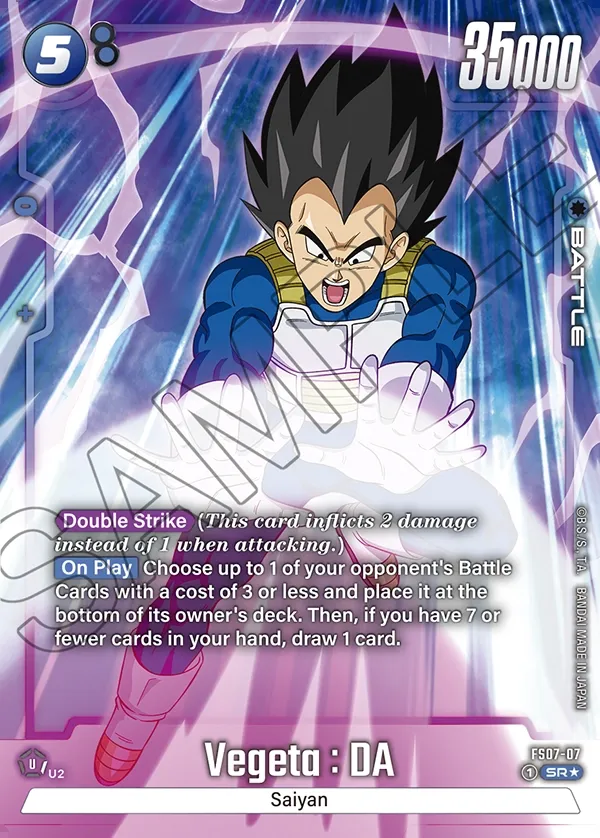 5 8
35000
0
+
BATTLE
SAMPLE
Double Strike (This card inflicts 2 damage
instead of 1 when attacking.)
On Play Choose up to 1 of your opponent's Battle
Cards with a cost of 3 or less and place it at the
bottom of its owner's deck. Then, if you have 7 or
fewer cards in your hand, draw 1 card.
©B.S./S., T.A. BANDAI MADE IN JAPAN
U/U2
Vegeta : DA
FS07-07
1 SR★
Saiyan